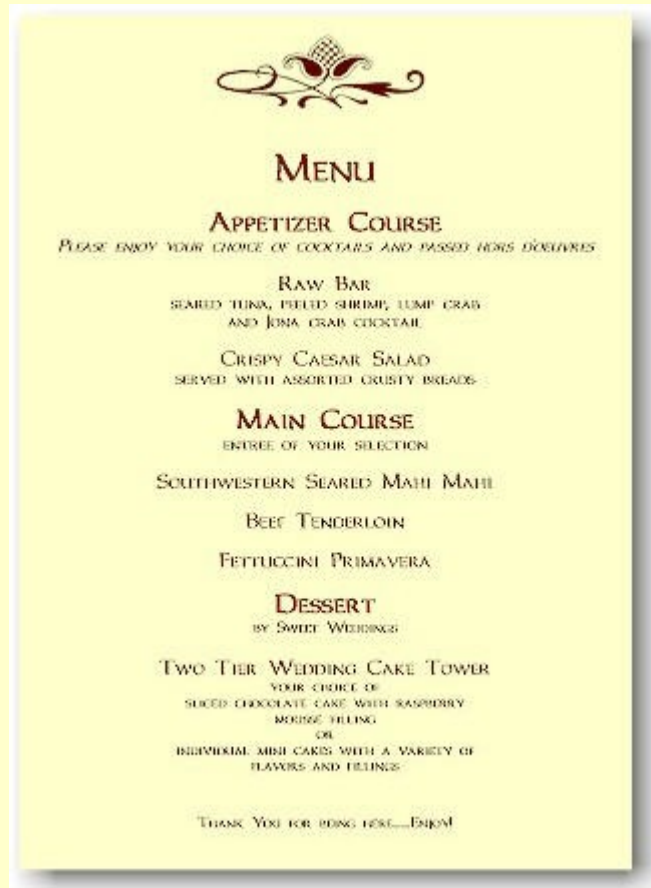 Menu
Appetizer Course
Please enjoy your choice of cocktails and passed hors d'oeuvres
Raw Bar
seared tuna, peeled shrimp, lump crab
and Jona crab cocktail
Crispy Caesar Salad
served with assorted crusty breads
Main Course
entree of your selection
Southwestern Seared Mahi Mahi
Beef Tenderloin
Fettuccini Primavera
Dessert
by Sweet Weddings
Two Tier Wedding Cake Tower
your choice of
sliced chocolate cake with raspberry
mousse filling
or
individual mini cakes with a variety of
flavors and fillings
Thank You for being here.....Enjoy!